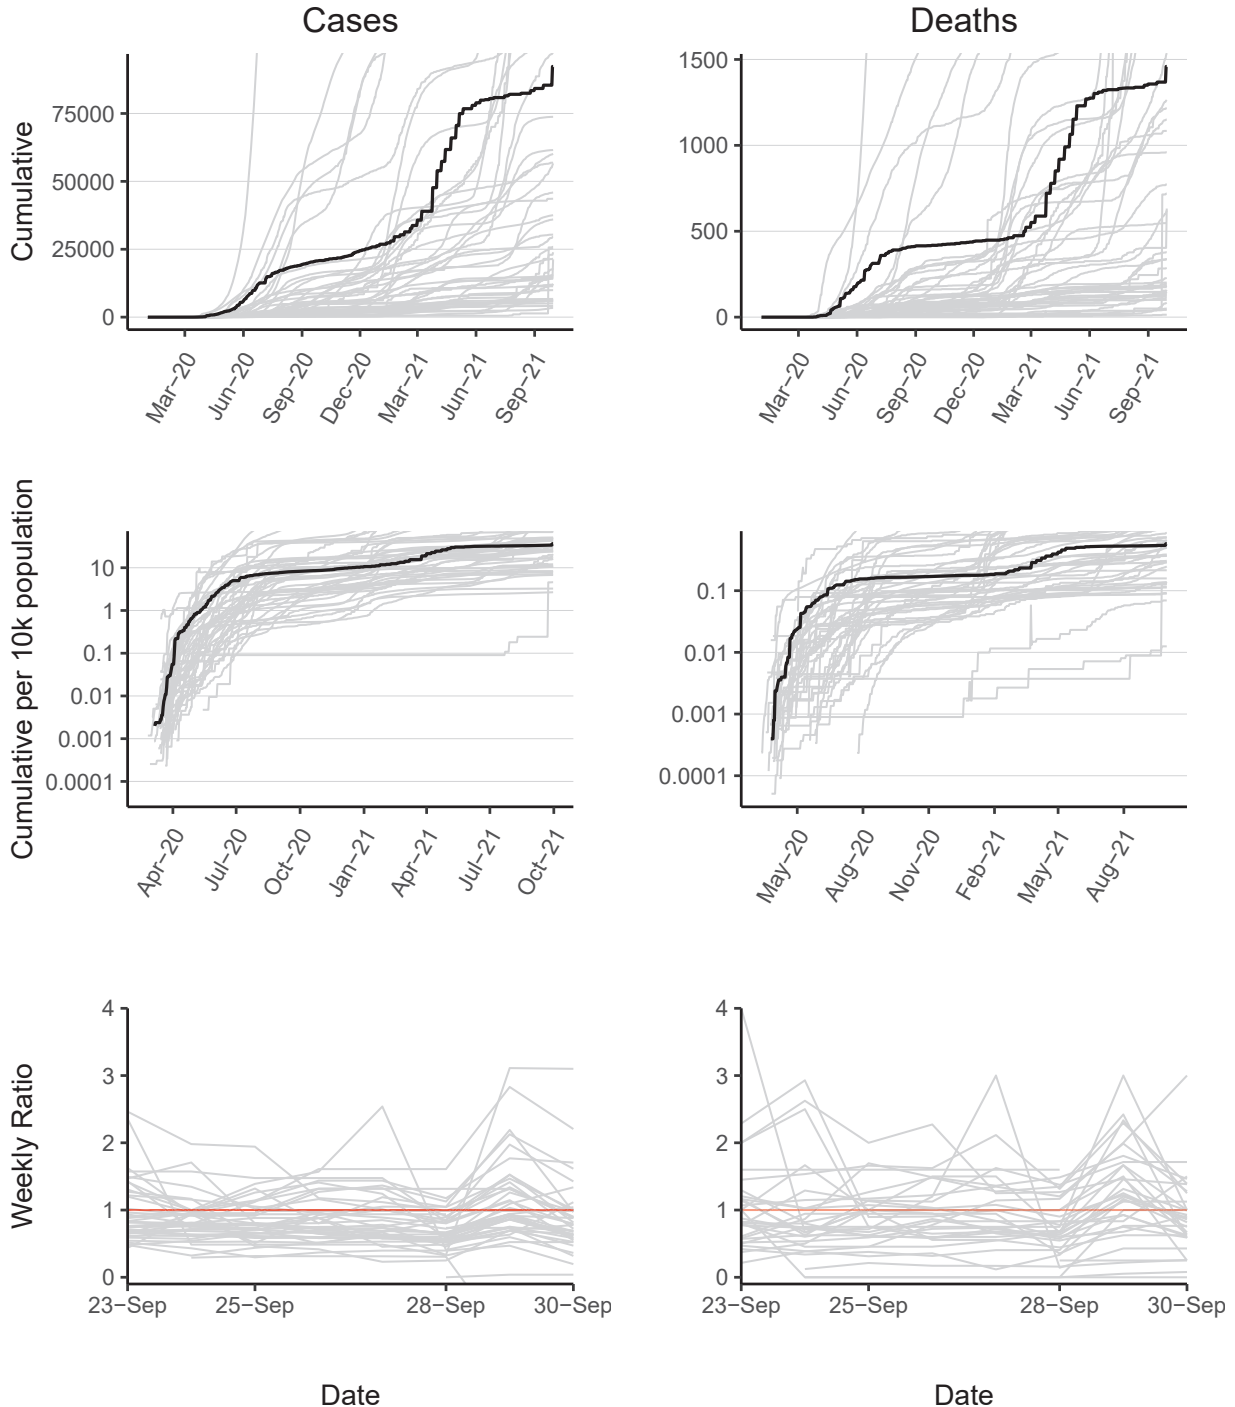 Cases
Deaths
Cumulative
75000
50000
25000
0
Mar−20
Jun−20
Sep−20
Dec−20
Mar−21
Jun−21
Sep−21
1500
1000
500
0
Mar−20
Jun−20
Sep−20
Dec−20
Mar−21
Jun−21
Sep−21
Cumulative per 10k population
10
1
0.1
0.01
0.001
0.0001
Apr−20
Jul−20
Oct−20
Jan−21
Apr−21
Jul−21
Oct−21
0.1
0.01
0.001
0.0001
May−20
Aug−20
Nov−20
Feb−21
May−21
Aug−21
Weekly Ratio
4
3
2
1
0
23−Sep
25−Sep
28−Sep
30−Sep
4
3
2
1
0
23−Sep
25−Sep
28−Sep
30−Sep
Date
Date